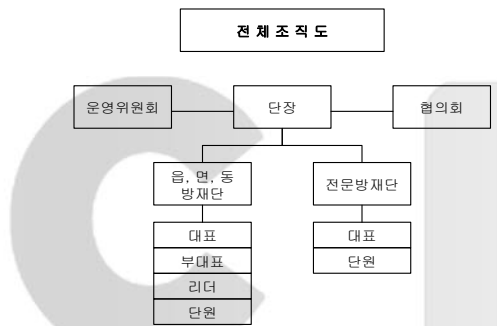 전 체 조 직 도
운영위원회
단장
협의회
읍, 면, 동
방재단
전문방재단
대표
부대표
리더
단원
대표
단원